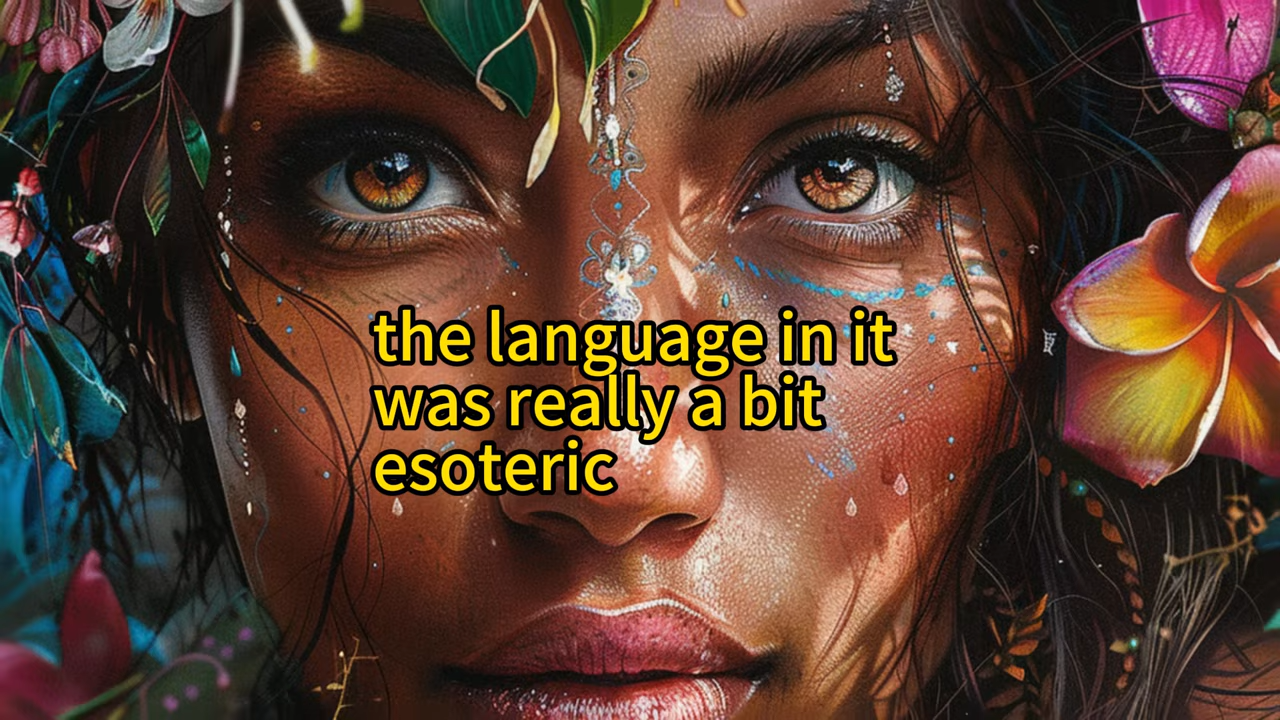 the language in it
was really a bit
esoteric